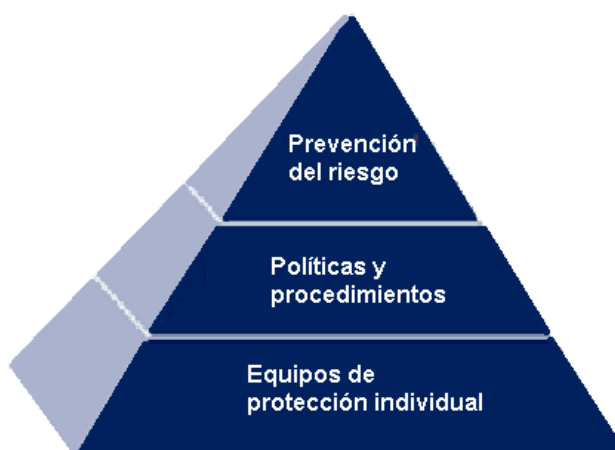 Prevención
del riesgo
Políticas y
procedimientos
Equipos de
protección individual